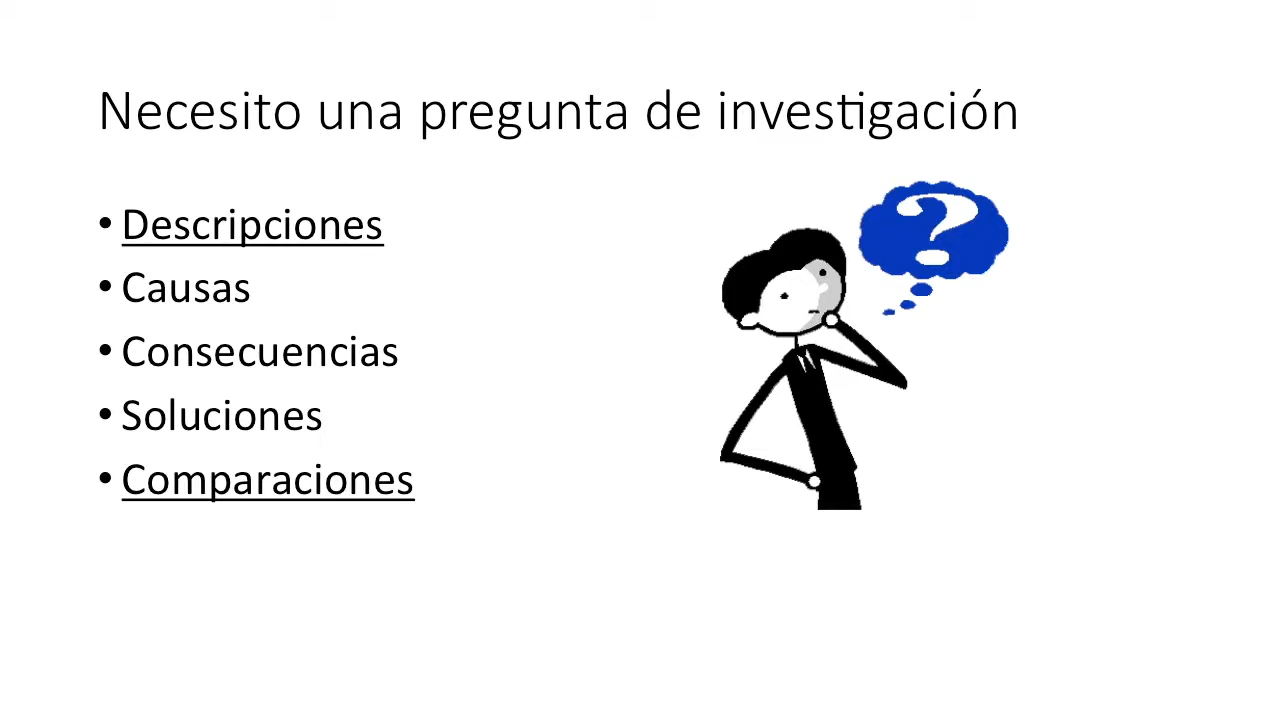 Necesito una pregunta de investigación
• Descripciones
• Causas
• Consecuencias
• Soluciones
• Comparaciones
?